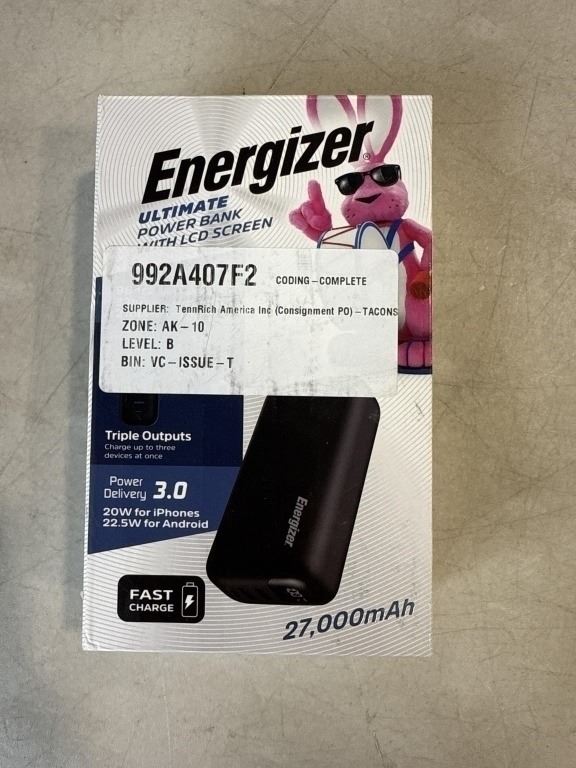 Energizer
ULTIMATE
POWER BANK
WITH LCD SCREEN
992A407F2 CODING-COMPLETE
SUPPLIER: TennRich America Inc (Consignment PO) -TACONS
ZONE: AK-10
LEVEL: B
BIN: VC-ISSUE-T
Triple Outputs
Charge up to three
devices at once
Power
Delivery 3.0
20W for iPhones
22.5W for Android
Energizer
FAST
CHARGE
27,000mAh